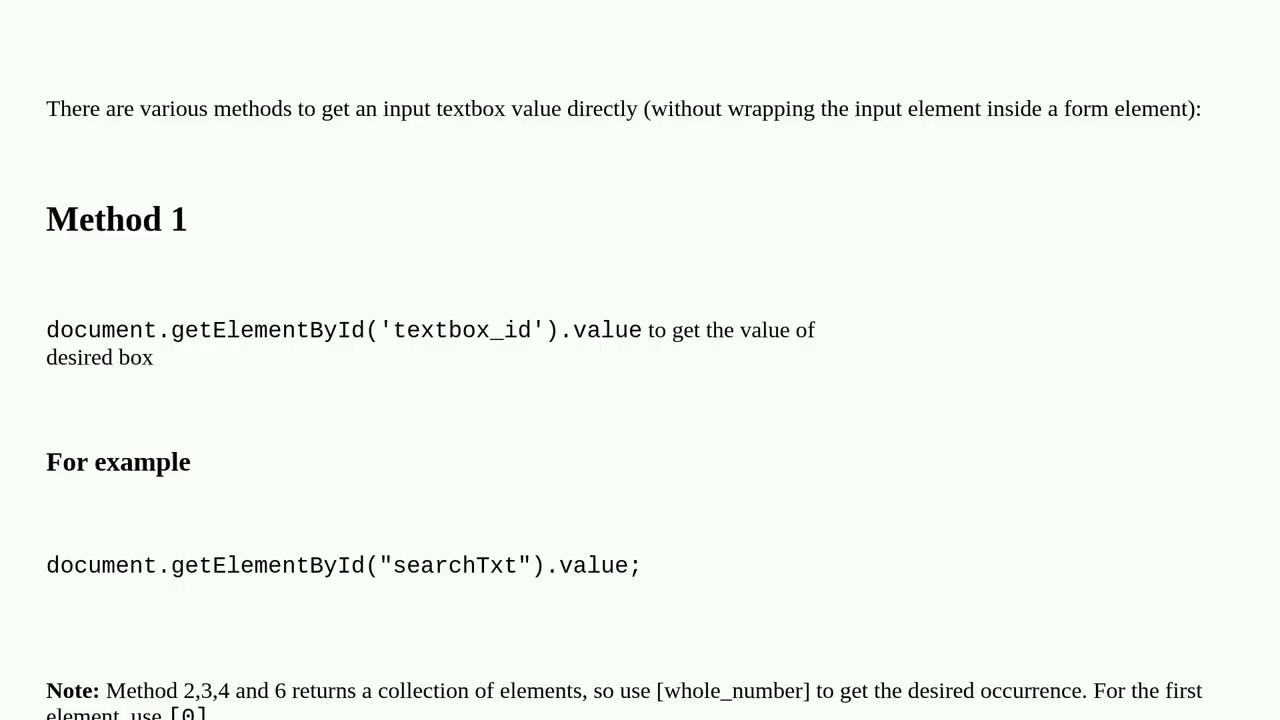 There are various methods to get an input textbox value directly (without wrapping the input element inside a form element):
Method 1
document.getElementById('textbox_id').value to get the value of
desired box
For example
document.getElementById("searchTxt").value;
Note: Method 2,3,4 and 6 returns a collection of elements, so use [whole_number] to get the desired occurrence. For the first
element, use [0]